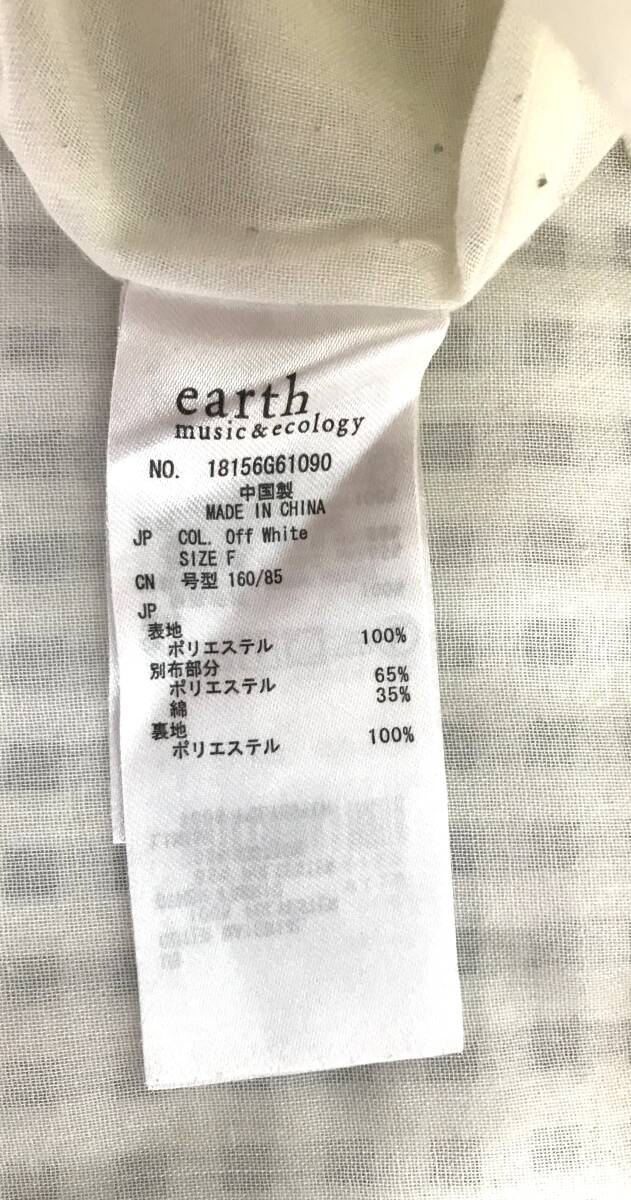 earth
music&ecology
NO. 18156G61090
中国製
MADE IN CHINA
JP COL. Off White
SIZE F
CN 号型 160/85
JP
表地
ポリエステル 100%
別布部分
ポリエステル 65%
綿 35%
裏地
ポリエステル 100%